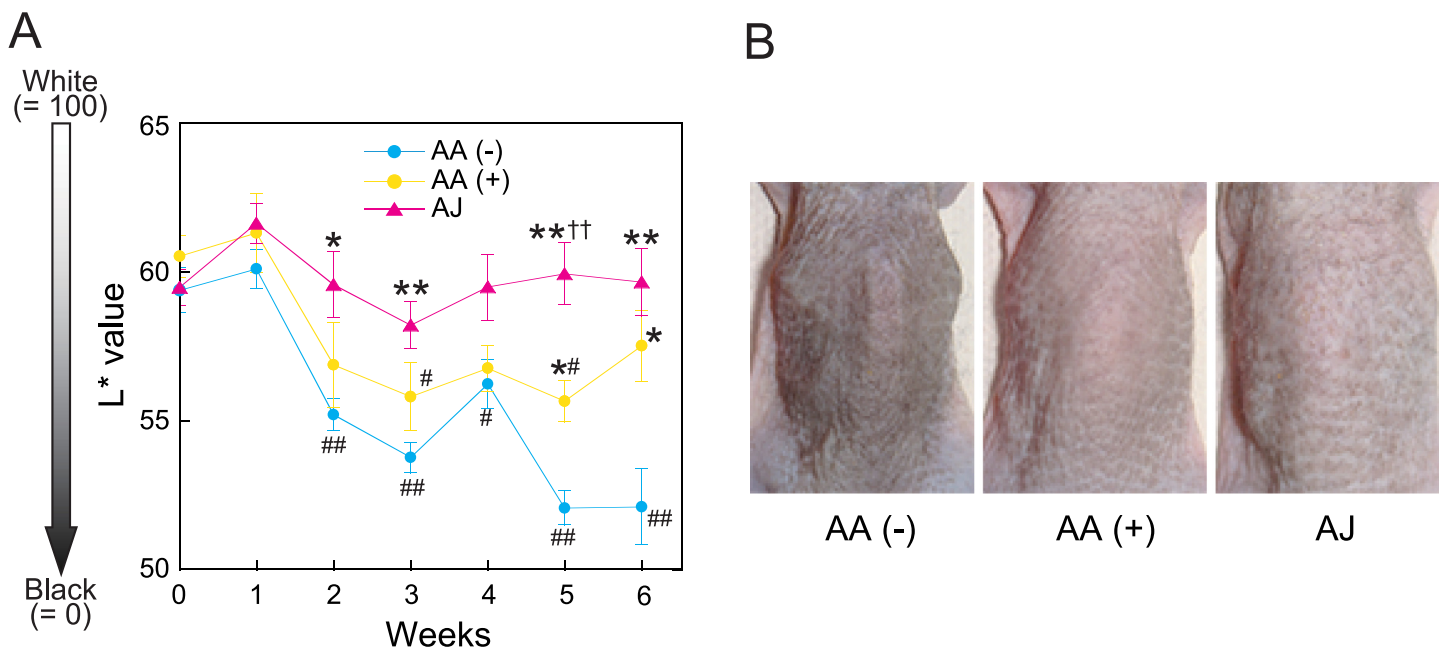 A
White
(= 100)
Black
(= 0)
L* value
65
60
55
50
0 1 2 3 4 5 6
Weeks
AA (-)
AA (+)
AJ
*
**
**††
**
#
*#
*
##
##
#
##
##
B
AA (-) AA (+) AJ